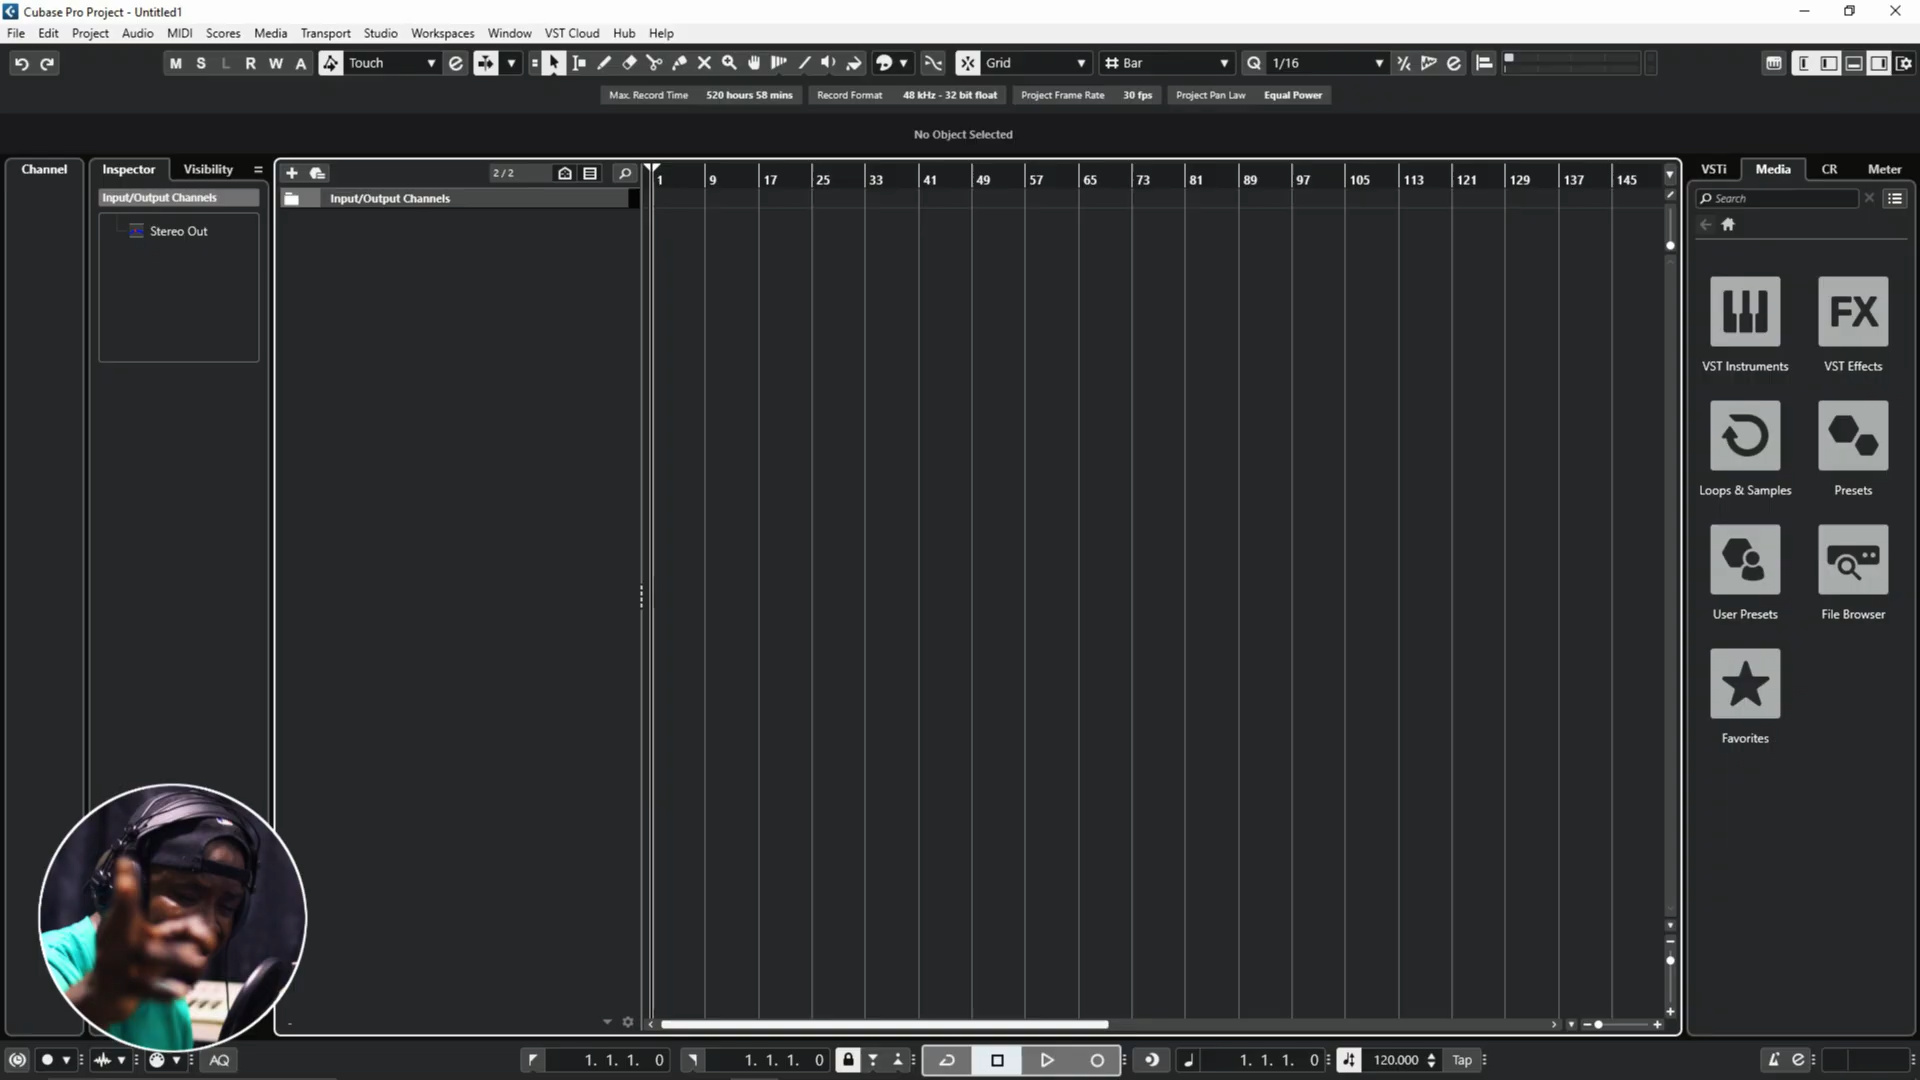 Cubase Pro Project - Untitled1
File Edit Project Audio MIDI Scores Media Transport Studio Workspaces Window VST Cloud Hub Help
M S L R W A Touch Grid Bar Q 1/16
Max. Record Time 520 hours 58 mins Record Format 48 kHz - 32 bit float Project Frame Rate 30 fps Project Pan Law Equal Power
No Object Selected
Channel Inspector Visibility 2 / 2 VSTi Media CR Meter
1 9 17 25 33 41 49 57 65 73 81 89 97 105 113 121 129 137 145
Input/Output Channels Input/Output Channels Search
Stereo Out
FX
VST Instruments VST Effects
Loops & Samples Presets
User Presets File Browser
Favorites
AQ 1. 1. 1. 0 1. 1. 1. 0 1. 1. 1. 0 120.000 Tap